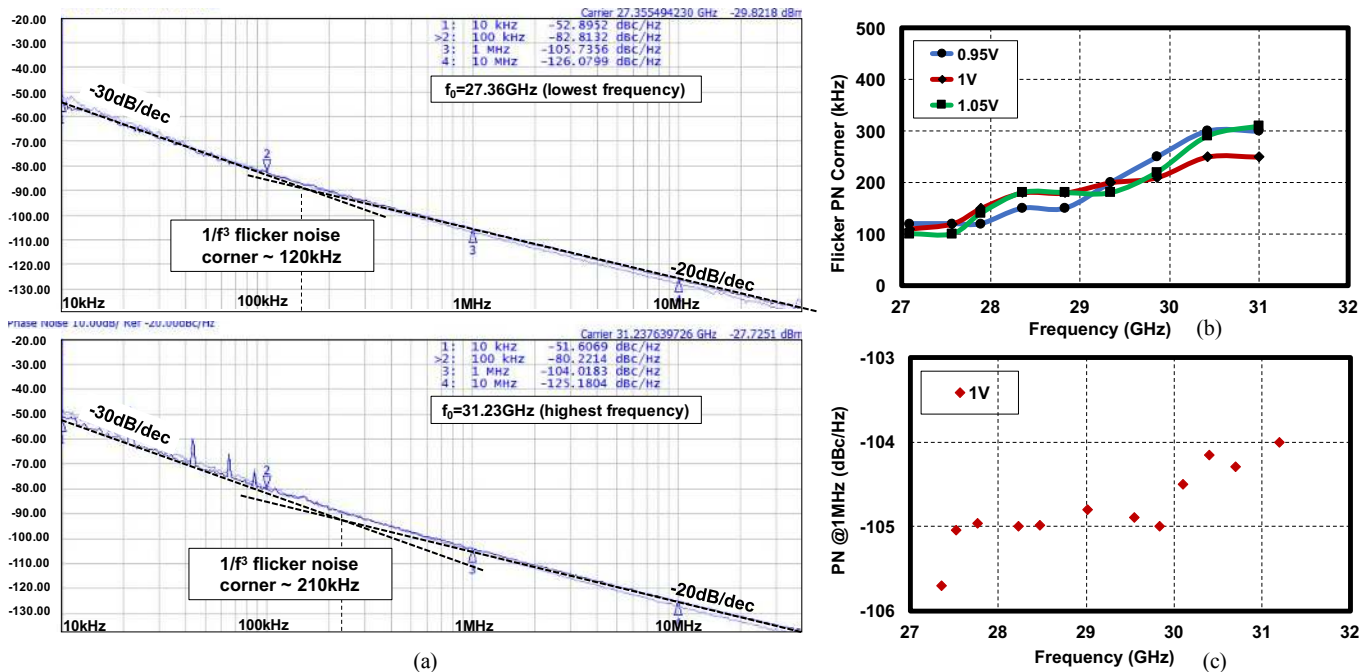 Carrier 27.355494230 GHz -29.8218 dBm
1: 10 kHz -52.8952 dBc/Hz
>2: 100 kHz -82.8132 dBc/Hz
3: 1 MHz -105.7356 dBc/Hz
4: 10 MHz -126.0799 dBc/Hz
f0=27.36GHz (lowest frequency)
-20.00
-30.00
-40.00
-50.00
-60.00
-70.00
-80.00
-90.00
-100.00
-110.00
-120.00
-130.00
-30dB/dec
2
1/f³ flicker noise
corner ~ 120kHz
3
-20dB/dec
10kHz 100kHz 1MHz 10MHz
Phase Noise 10.00dB/ Ref -20.00dBc/Hz
Carrier 31.237639726 GHz -27.7251 dBm
1: 10 kHz -51.6069 dBc/Hz
>2: 100 kHz -80.2214 dBc/Hz
3: 1 MHz -104.0183 dBc/Hz
4: 10 MHz -125.1804 dBc/Hz
f0=31.23GHz (highest frequency)
-20.00
-30.00
-40.00
-50.00
-60.00
-70.00
-80.00
-90.00
-100.00
-110.00
-120.00
-130.00
-30dB/dec
2
1/f³ flicker noise
corner ~ 210kHz
3
-20dB/dec
10kHz 100kHz 1MHz 10MHz
(a)
Flicker PN Corner (kHz)
500
400
300
200
100
0
0.95V
1V
1.05V
27 28 29 30 31 32
Frequency (GHz)
(b)
PN @1MHz (dBc/Hz)
-103
-104
-105
-106
1V
27 28 29 30 31 32
Frequency (GHz)
(c)